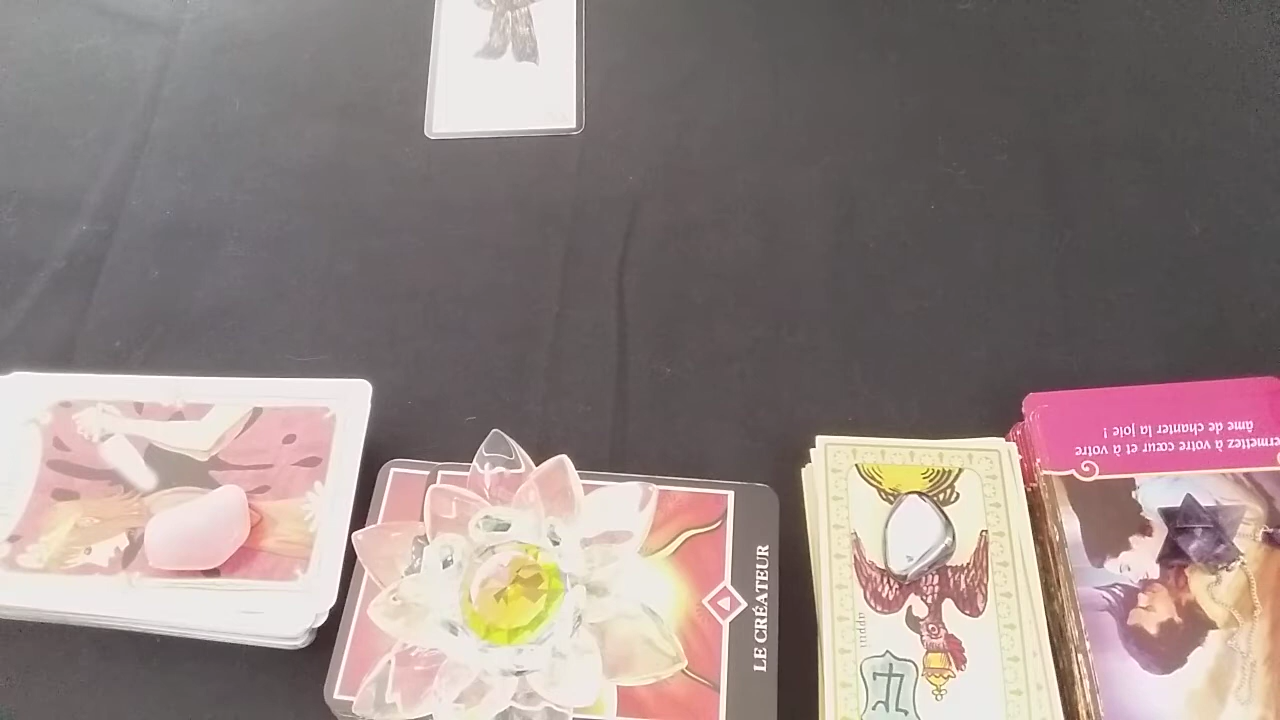 LE CRÉATEUR
ermettez à votre cœur et à votre
âme de chanter la joie !